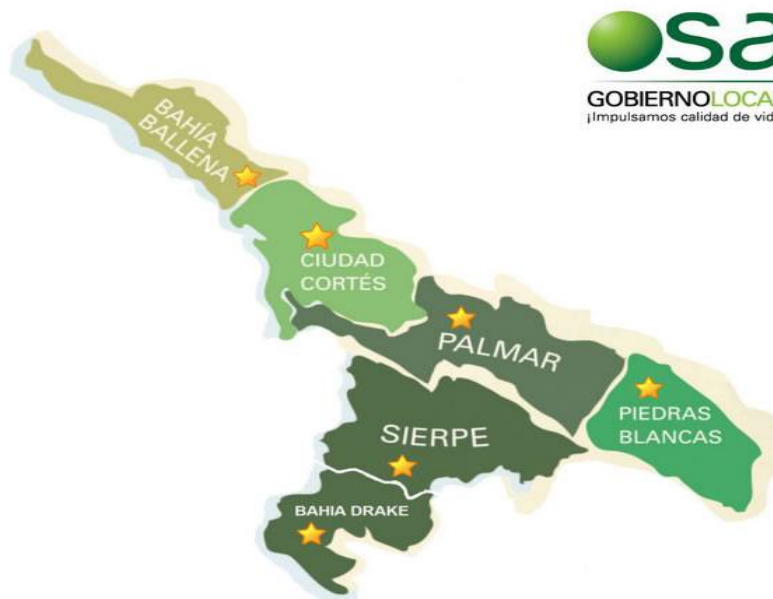 osa
GOBIERNOLOCA
¡Impulsamos calidad de vid
BAHÍA
BALLENA
CIUDAD
CORTÉS
PALMAR
PIEDRAS
BLANCAS
SIERPE
BAHIA DRAKE